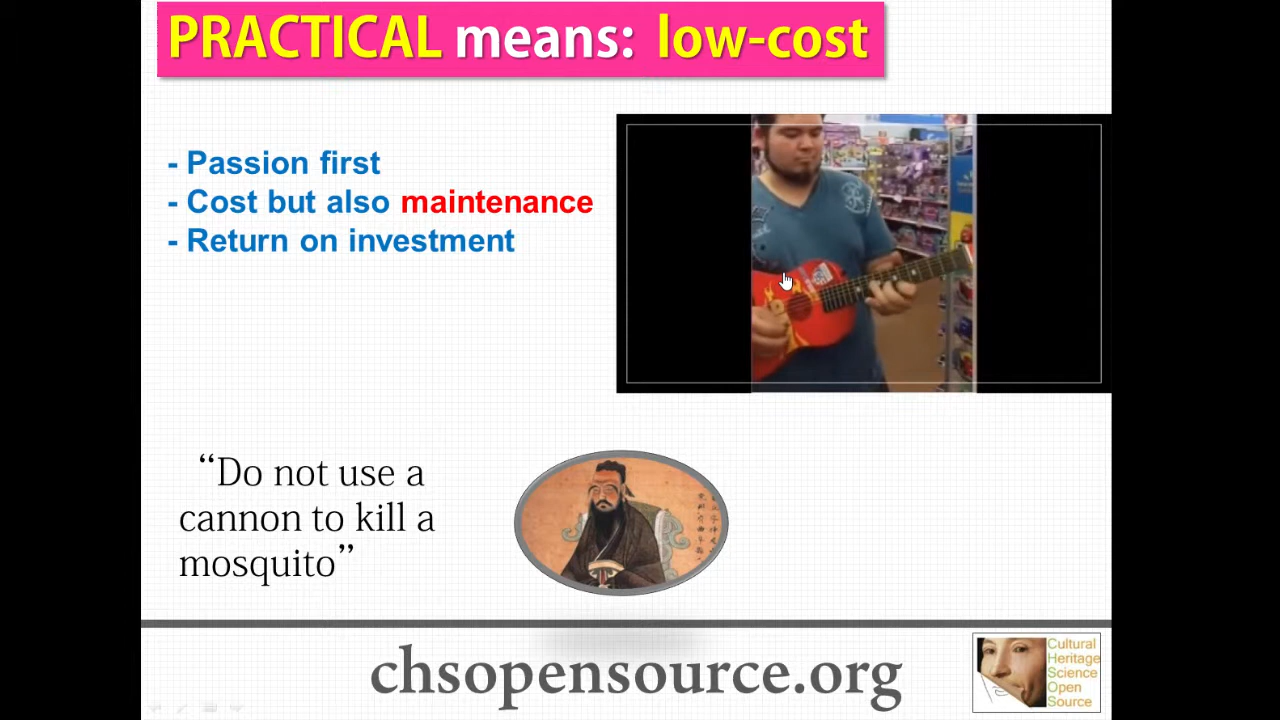 PRACTICAL means: low-cost
- Passion first
- Cost but also maintenance
- Return on investment
“Do not use a
cannon to kill a
mosquito”
chsopensource.org
Cultural
Heritage
Science
Open
Source